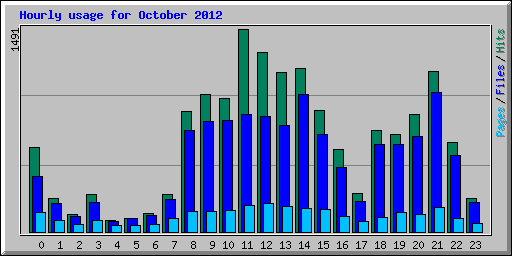 Hourly usage for October 2012
1491
Pages/Files/Hits
0 1 2 3 4 5 6 7 8 9 10 11 12 13 14 15 16 17 18 19 20 21 22 23